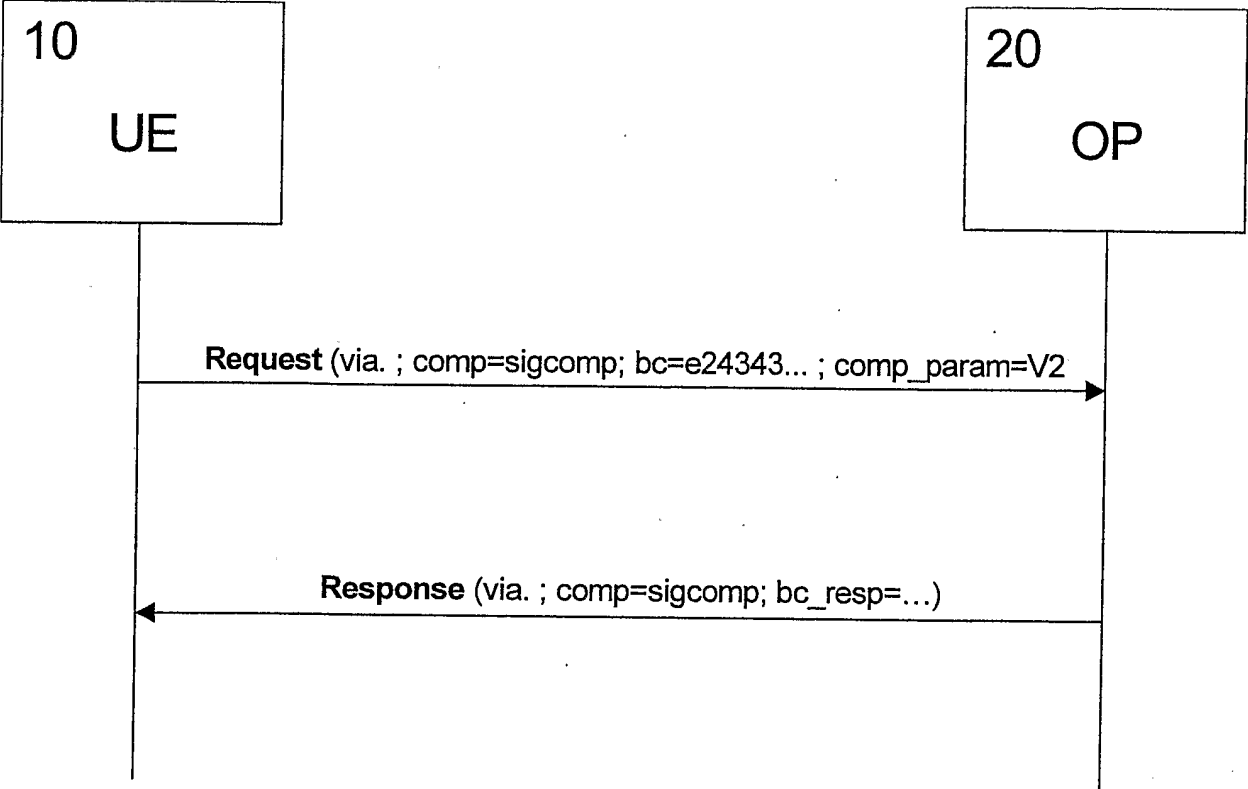 10
UE
20
OP
Request (via. ; comp=sigcomp; bc=e24343... ; comp_param=V2
Response (via. ; comp=sigcomp; bc_resp=...)